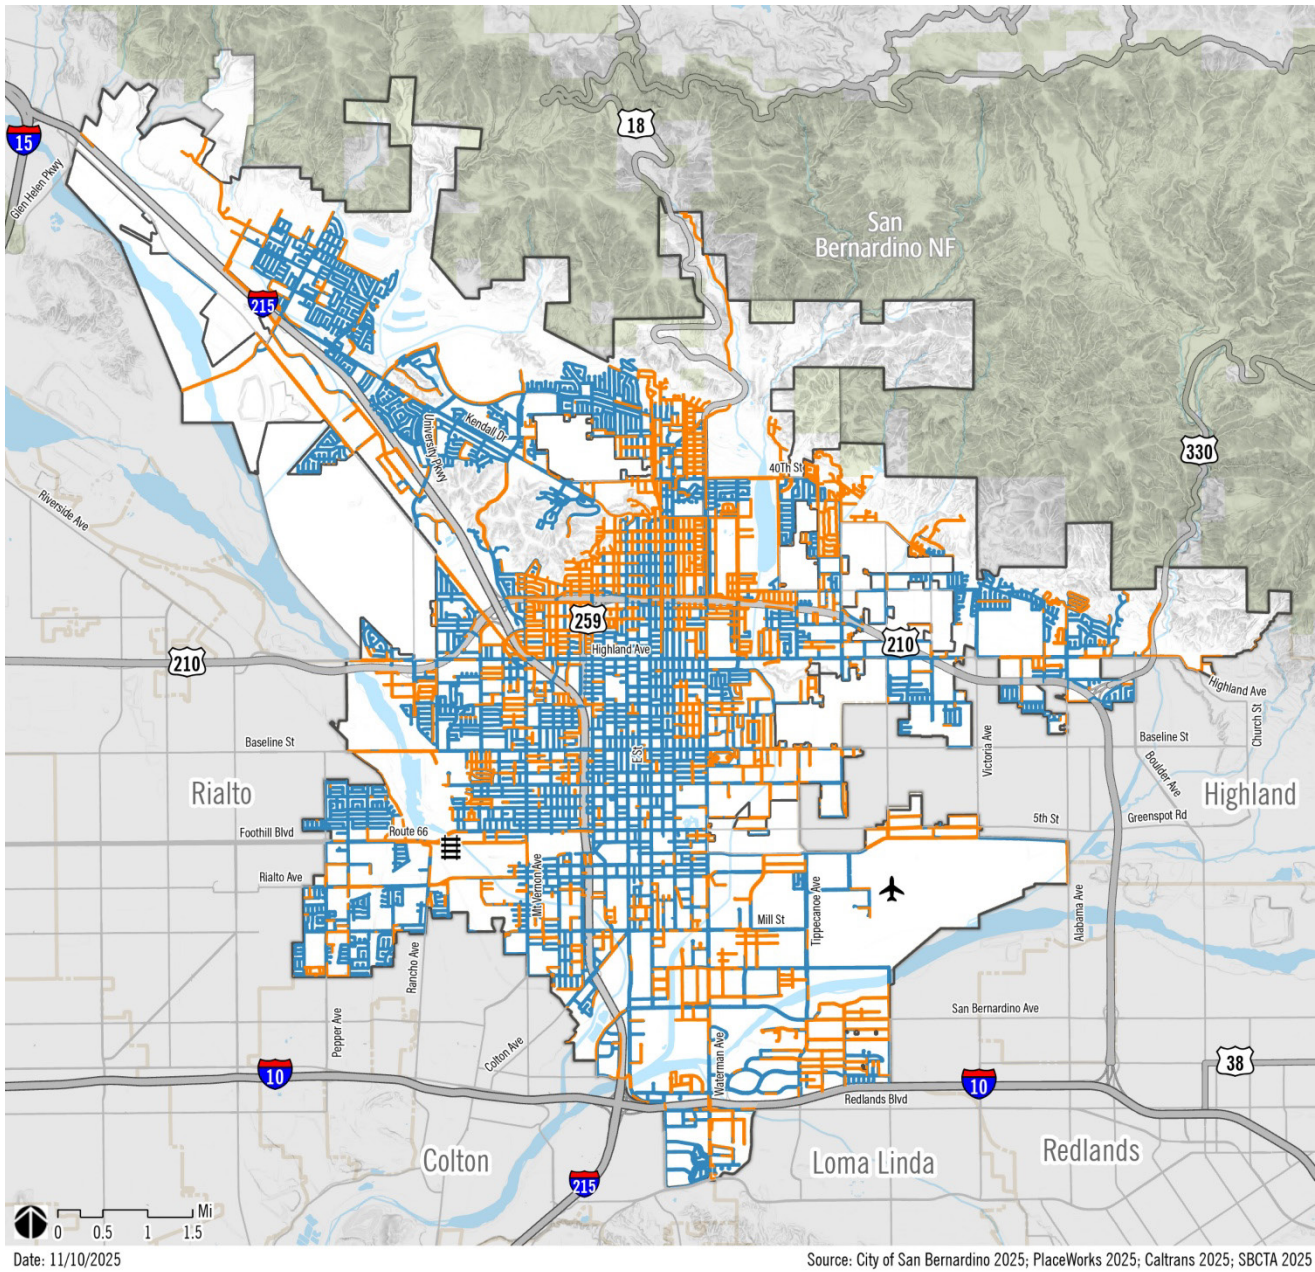 18
15
Glen Helen Pkwy
San
Bernardino NF
215
Kendall Dr
University Pkwy
40Th St
330
Riverside Ave
259
210
Highland Ave
210
Highland Ave
Church St
Baseline St
E St
Victoria Ave
Baseline St
Boulder Ave
Rialto
Highland
Foothill Blvd
Route 66
5th St
Greenspot Rd
Rialto Ave
Mt Vernon Ave
Tippecanoe Ave
Mill St
Alabama Ave
Rancho Ave
Pepper Ave
Colton Ave
San Bernardino Ave
Waterman Ave
38
10
10
Redlands Blvd
Colton
Loma Linda
Redlands
215
Mi
0 0.5 1 1.5
Date: 11/10/2025
Source: City of San Bernardino 2025; PlaceWorks 2025; Caltrans 2025; SBCTA 2025